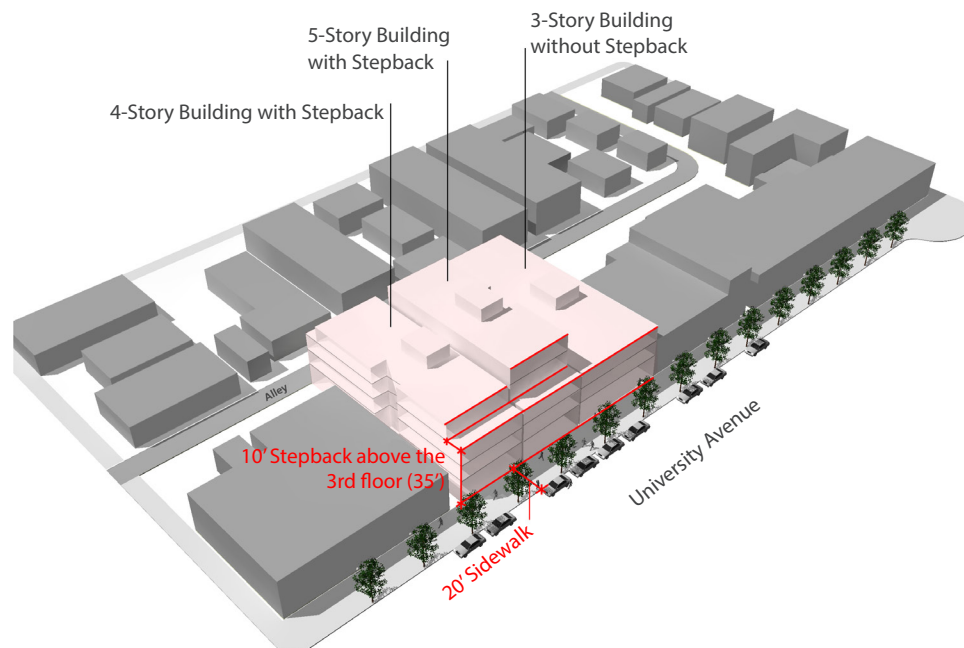 5-Story Building
with Stepback
3-Story Building
without Stepback
4-Story Building with Stepback
Alley
10' Stepback above the
3rd floor (35')
20' Sidewalk
University Avenue